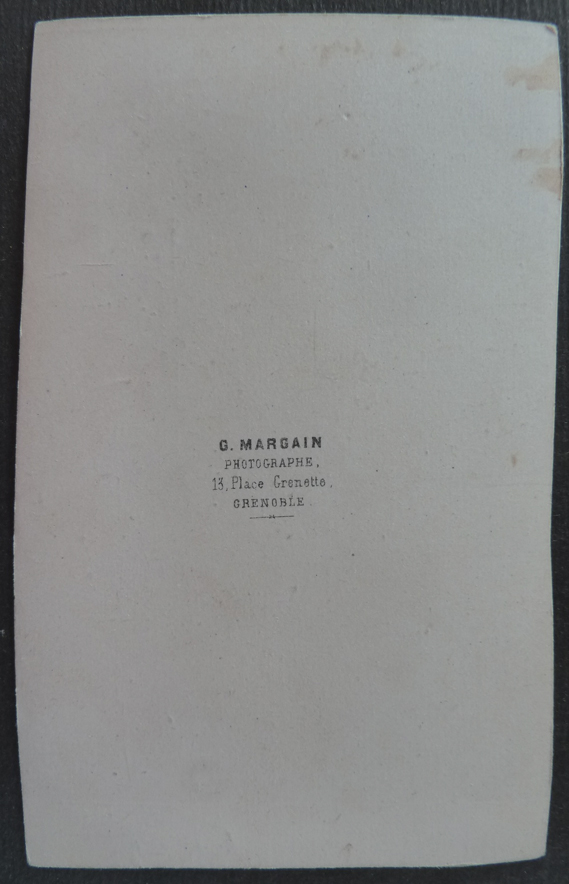 G. MARGAIN
PHOTOGRAPHE,
13, Place Grenette,
GRENOBLE